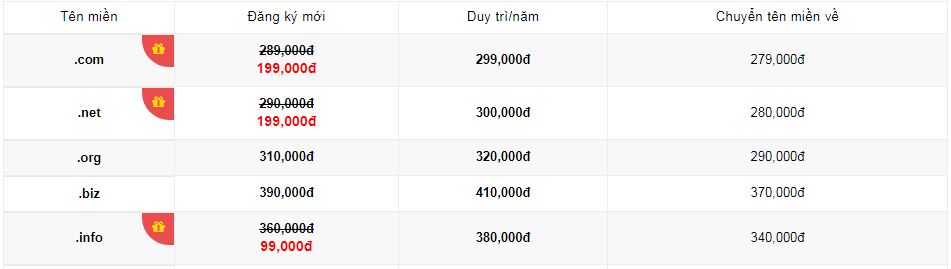 Tên miền Đăng ký mới Duy trì/năm Chuyển tên miền về
.com 289,000đ 199,000đ 299,000đ 279,000đ
.net 290,000đ 199,000đ 300,000đ 280,000đ
.org 310,000đ 320,000đ 290,000đ
.biz 390,000đ 410,000đ 370,000đ
.info 360,000đ 99,000đ 380,000đ 340,000đ